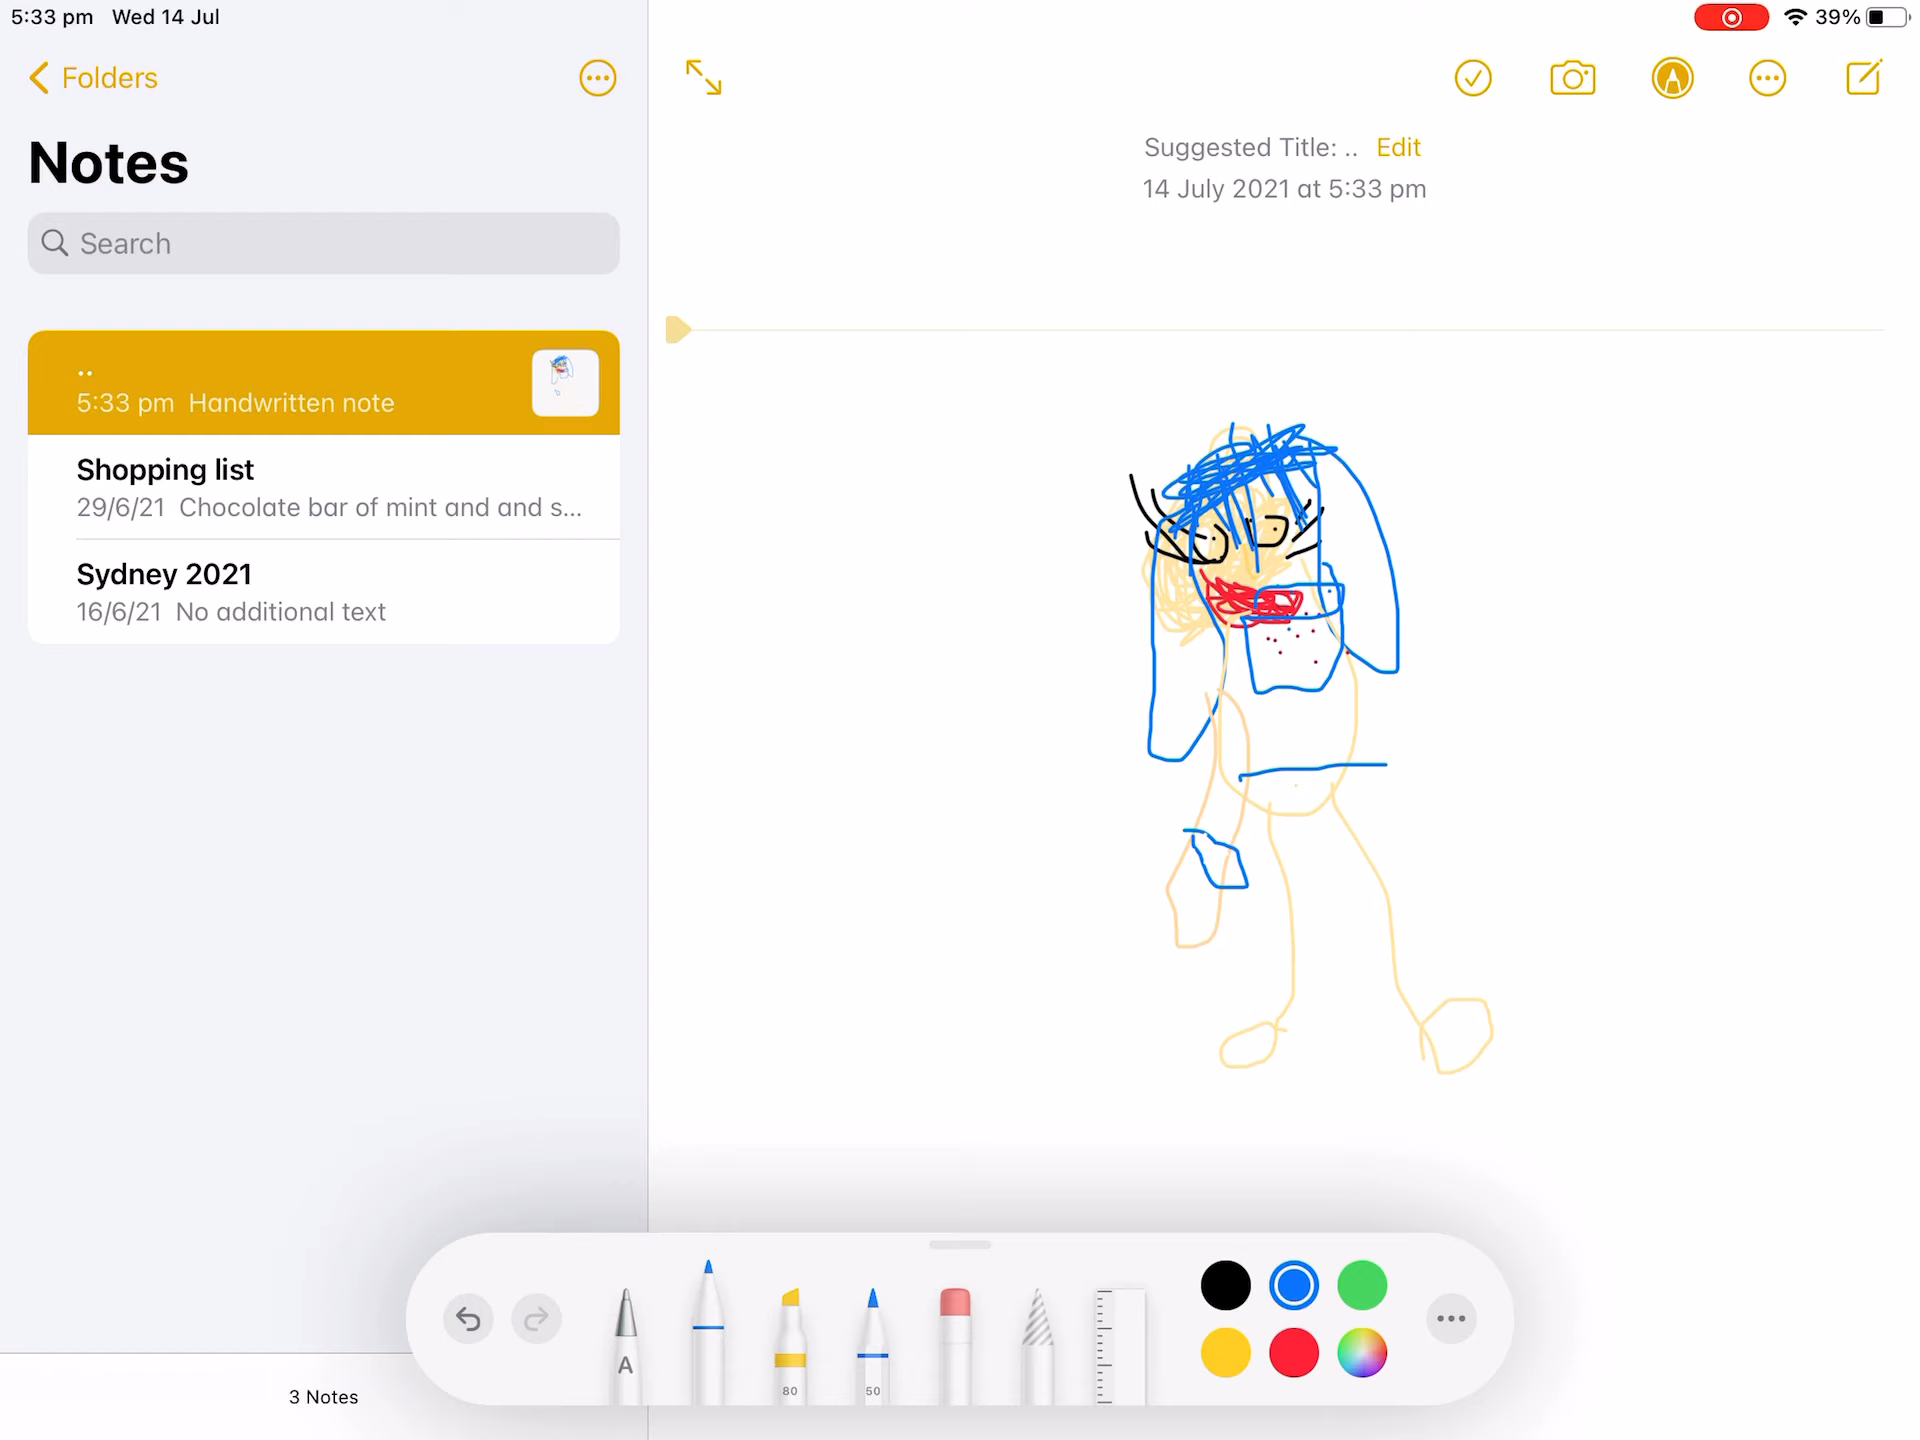 5:33 pm Wed 14 Jul
39%
Folders
Notes
Search
..
5:33 pm Handwritten note
Shopping list
29/6/21 Chocolate bar of mint and and s...
Sydney 2021
16/6/21 No additional text
3 Notes
Suggested Title: .. Edit
14 July 2021 at 5:33 pm
A
80
50